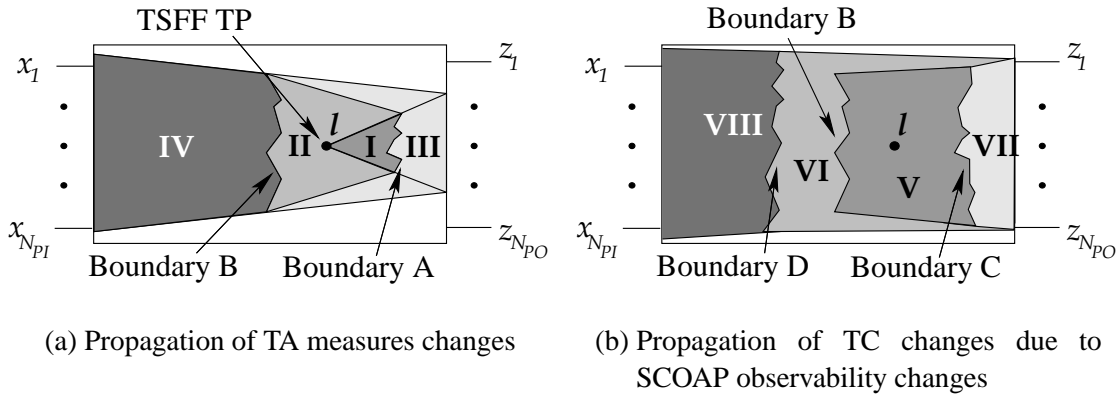 TSFF TP
x1
z1
IV
II
l
I
III
xNPI
zNPO
Boundary B
Boundary A
(a) Propagation of TA measures changes
Boundary B
x1
z1
VIII
l
VII
VI
V
xNPI
zNPO
Boundary D
Boundary C
(b) Propagation of TC changes due to
SCOAP observability changes